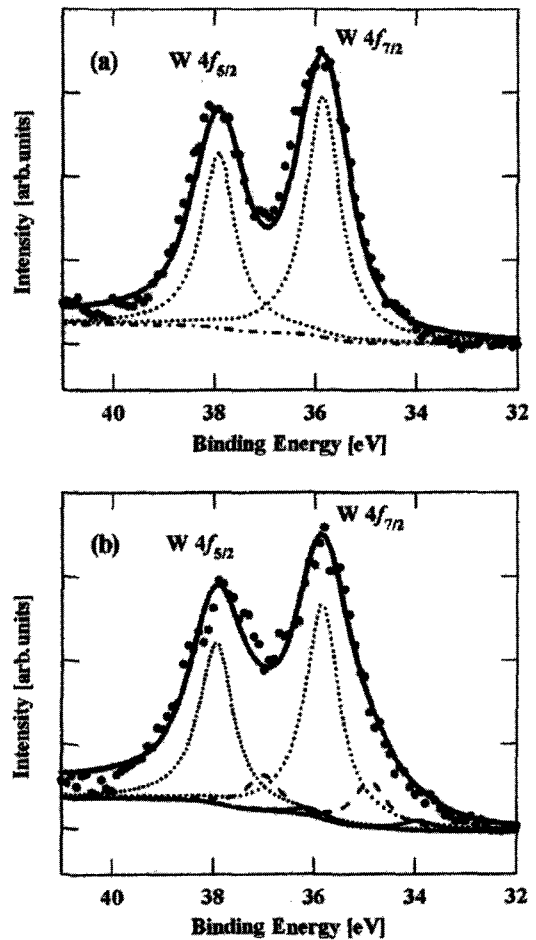 (a)
W 4f5/2
W 4f7/2
Intensity [arb.units]
40 38 36 34 32
Binding Energy [eV]
(b)
W 4f5/2
W 4f7/2
Intensity [arb.units]
40 38 36 34 32
Binding Energy [eV]